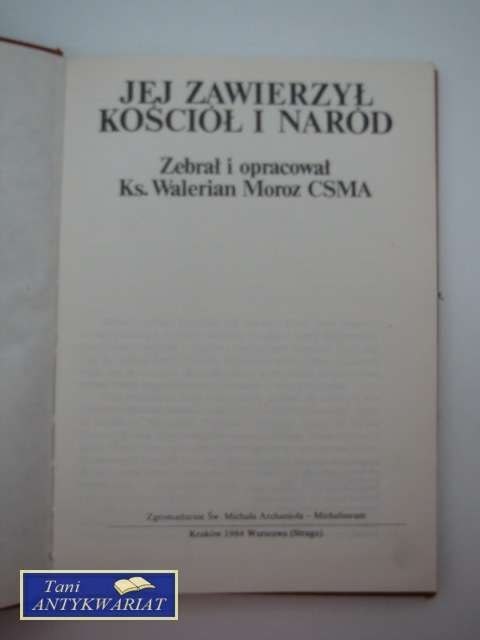 JEJ ZAWIERZYŁ
KOŚCIÓŁ I NARÓD
Zebrał i opracował
Ks. Walerian Moroz CSMA
Zgromadzenie Św. Michała Archanioła – Michalineum
Kraków 1984 Warszawa (Struga)
Tani
ANTYKWARIAT